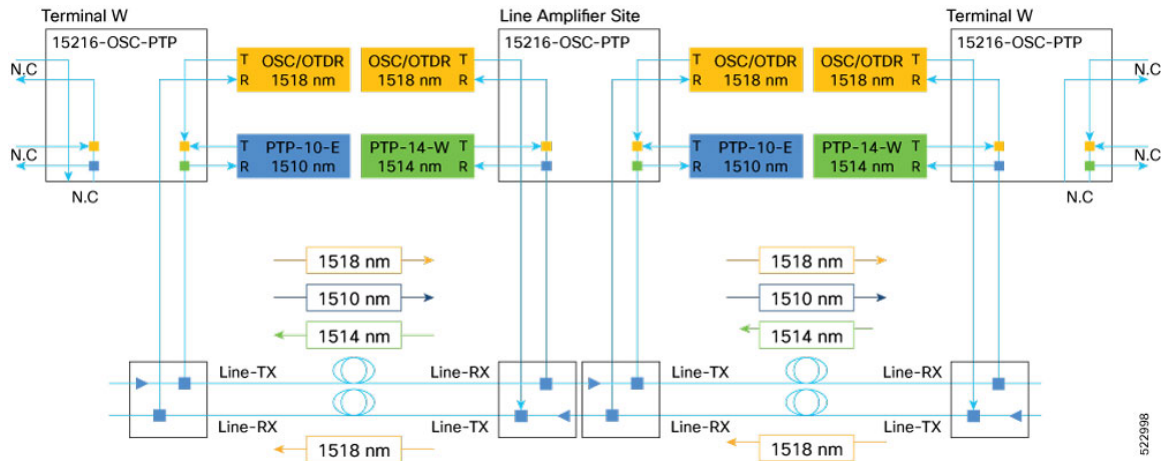 Terminal W
Line Amplifier Site
Terminal W
15216-OSC-PTP
15216-OSC-PTP
15216-OSC-PTP
N.C
T OSC/OTDR
R 1518 nm
OSC/OTDR T
1518 nm R
T OSC/OTDR
R 1518 nm
OSC/OTDR T
1518 nm R
N.C
N.C
T PTP-10-E
R 1510 nm
PTP-14-W T
1514 nm R
T PTP-10-E
R 1510 nm
PTP-14-W T
1514 nm R
N.C
N.C
N.C
1518 nm
1518 nm
1510 nm
1510 nm
1514 nm
1514 nm
Line-TX
Line-RX
Line-TX
Line-RX
Line-RX
Line-TX
Line-RX
Line-TX
1518 nm
1518 nm
522998